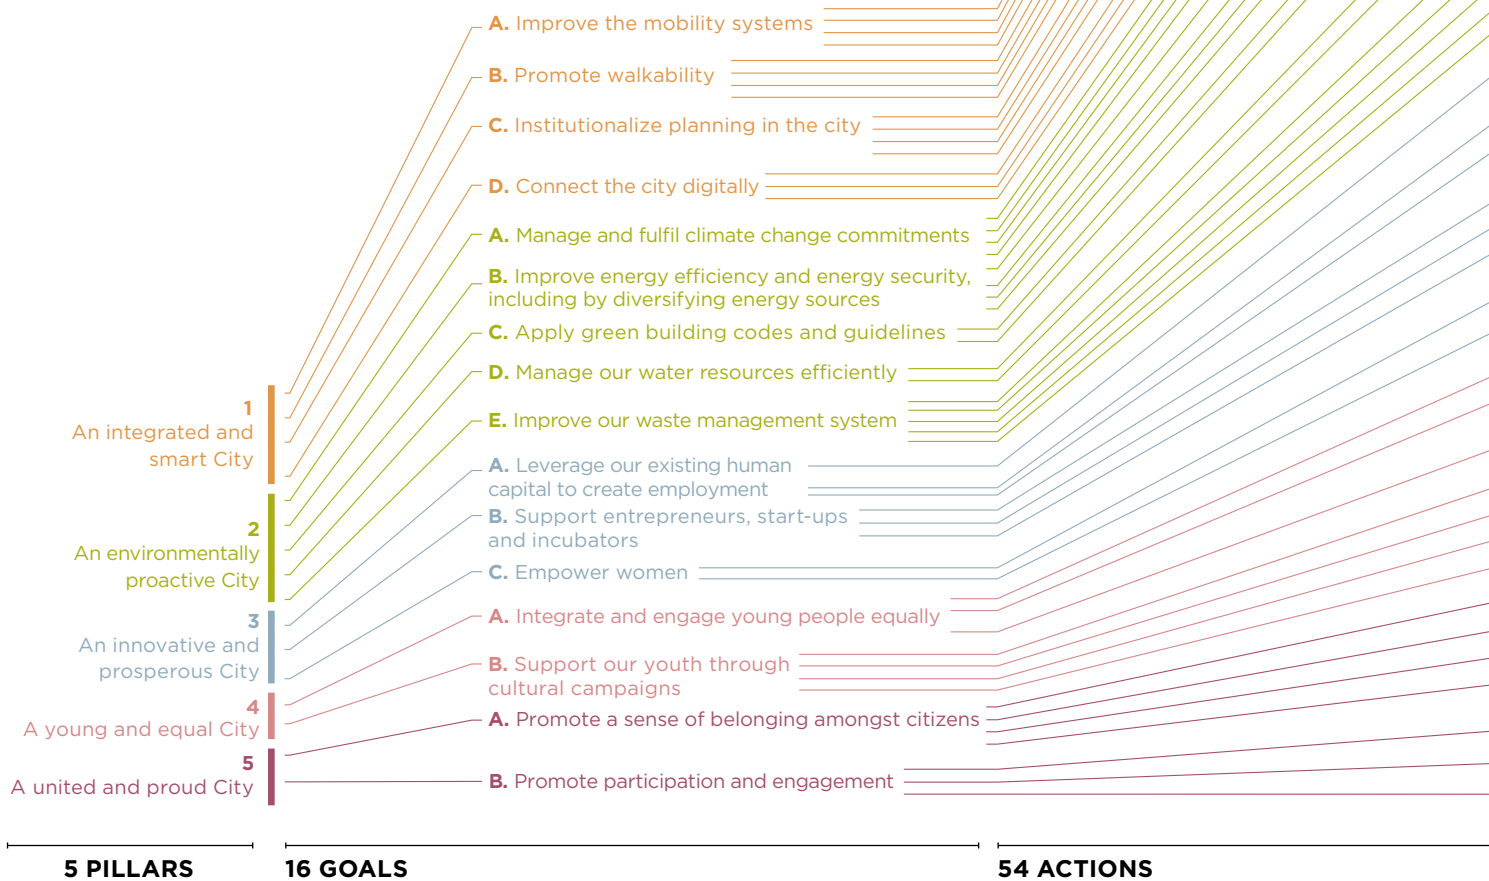 1
An integrated and
smart City
A. Improve the mobility systems
B. Promote walkability
C. Institutionalize planning in the city
D. Connect the city digitally
2
An environmentally
proactive City
A. Manage and fulfil climate change commitments
B. Improve energy efficiency and energy security,
including by diversifying energy sources
C. Apply green building codes and guidelines
D. Manage our water resources efficiently
E. Improve our waste management system
3
An innovative and
prosperous City
A. Leverage our existing human
capital to create employment
B. Support entrepreneurs, start-ups
and incubators
C. Empower women
4
A young and equal City
A. Integrate and engage young people equally
B. Support our youth through
cultural campaigns
5
A united and proud City
A. Promote a sense of belonging amongst citizens
B. Promote participation and engagement
5 PILLARS
16 GOALS
54 ACTIONS